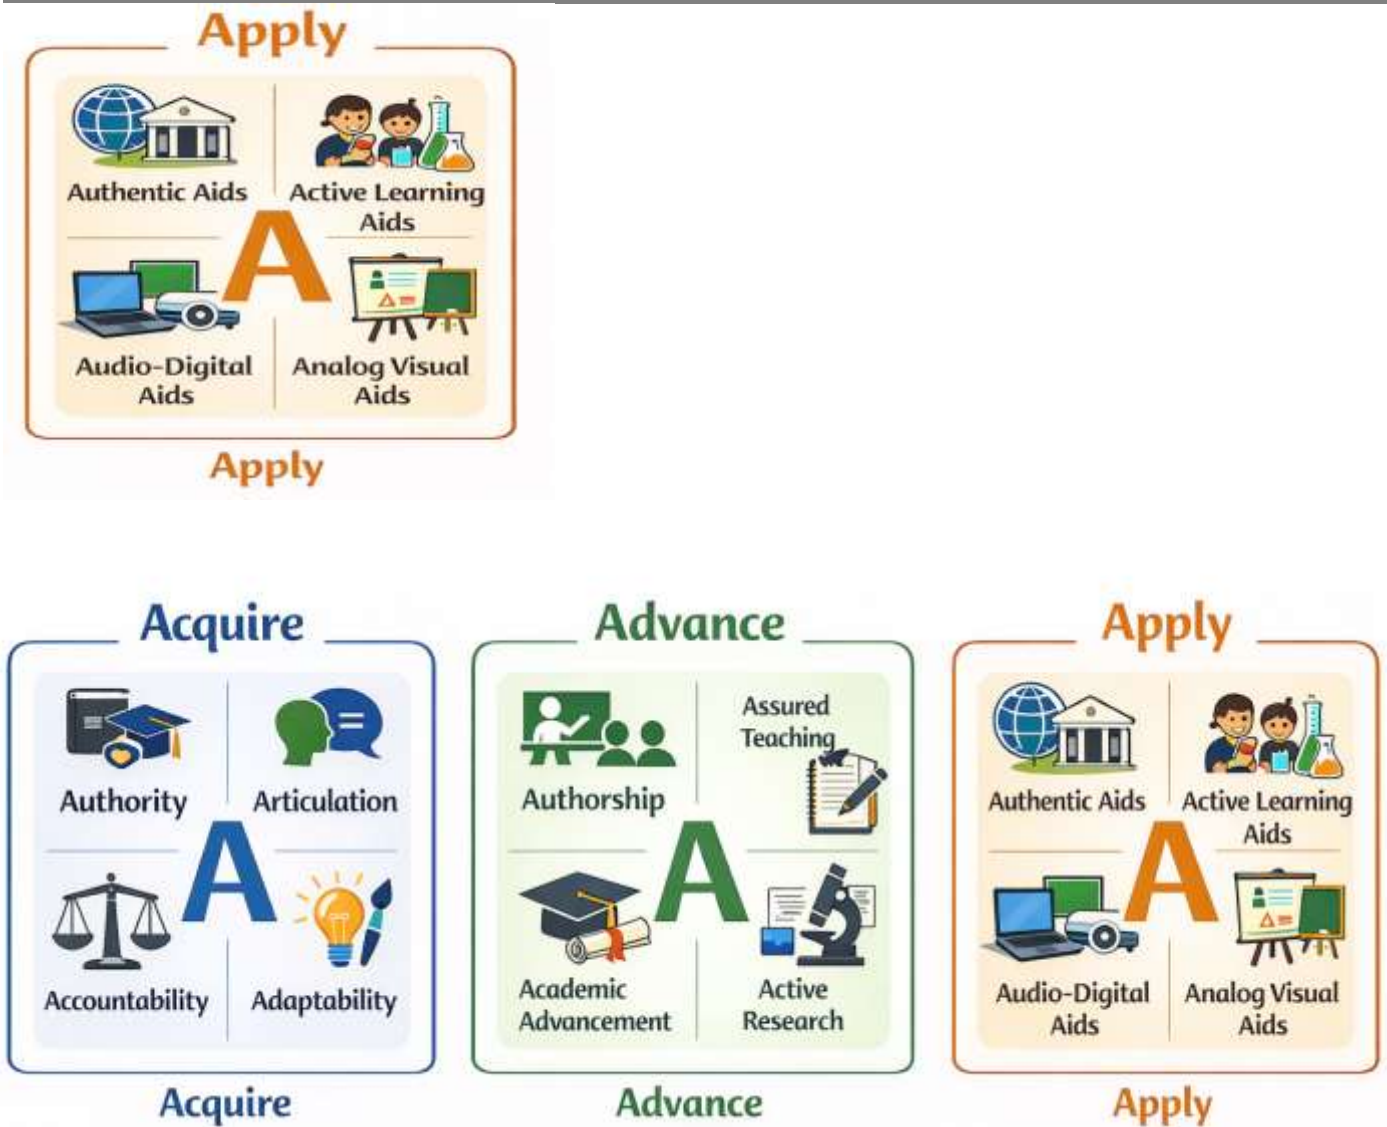 Apply
Authentic Aids
Active Learning
Aids
A
Audio-Digital
Aids
Analog Visual
Aids
Apply
Acquire
Authority
Articulation
A
Accountability
Adaptability
Acquire
Advance
Authorship
Assured
Teaching
A
Academic
Advancement
Active
Research
Advance
Apply
Authentic Aids
Active Learning
Aids
A
Audio-Digital
Aids
Analog Visual
Aids
Apply